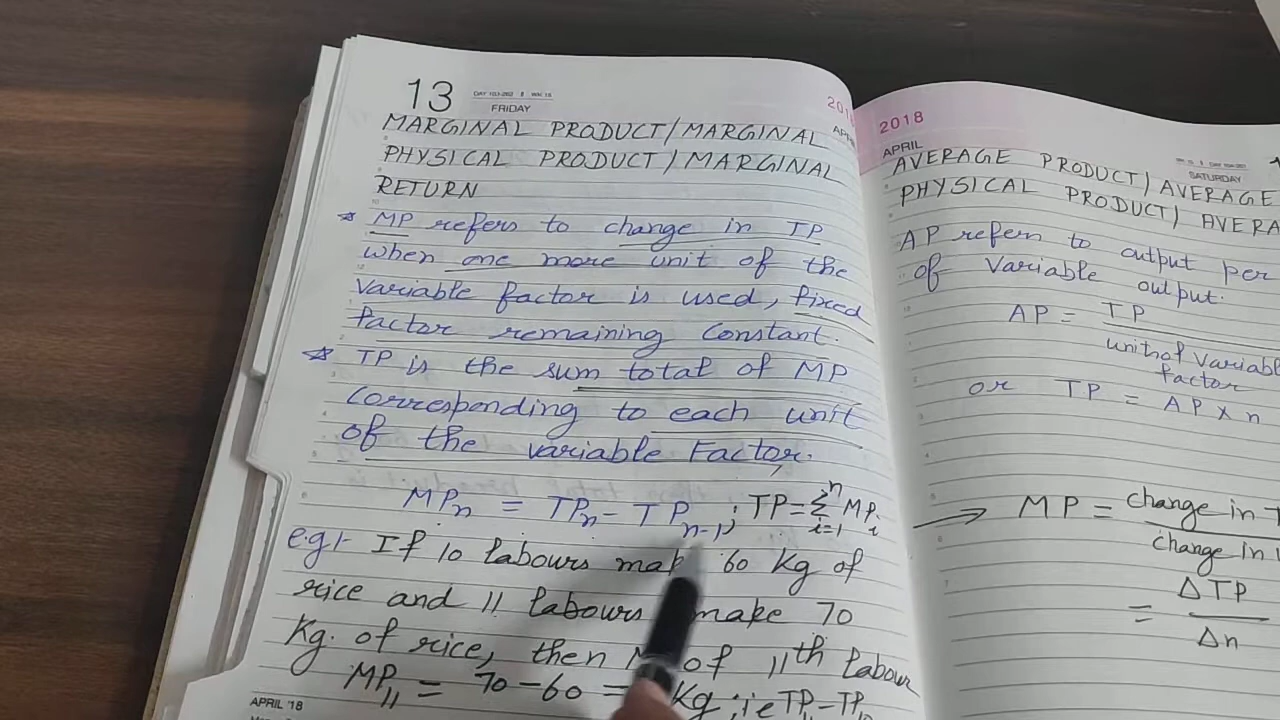 13
FRIDAY
MARGINAL PRODUCT/MARGINAL
PHYSICAL PRODUCT/MARGINAL
RETURN
* MP refers to change in TP
when one more unit of the
variable factor is used, fixed
factor remaining constant.
* TP is the sum total of MP
corresponding to each unit
of the variable Factor.
MPₙ = TPₙ - TPₙ₋₁; TP = ∑ⁿᵢ₌₁ MPᵢ
e.g:- If 10 labours make 60 Kg of
rice and 11 labours make 70
Kg. of rice, then of 11th labour
MP₁₁ = 70-60 = Kg ; i.e TP₁₁-TP₁₀
APRIL '18
2018
APRIL
SATURDAY
AVERAGE PRODUCT/AVERAGE
PHYSICAL PRODUCT/
AP refers to output per
of variable output.
AP = TP / unit of variable
factor
or TP = AP x n
→ MP = change in / change in
= ΔTP / Δn